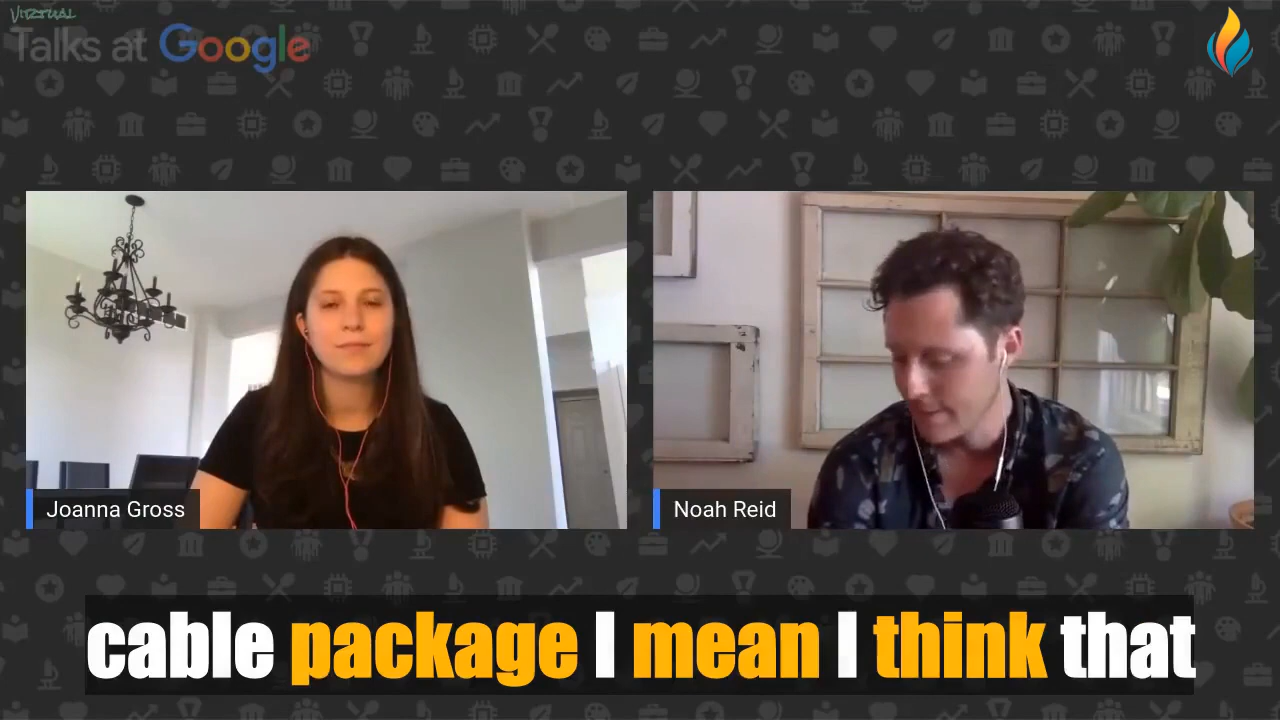 VIRTUAL
Talks at Google
Joanna Gross
Noah Reid
cable package I mean I think that